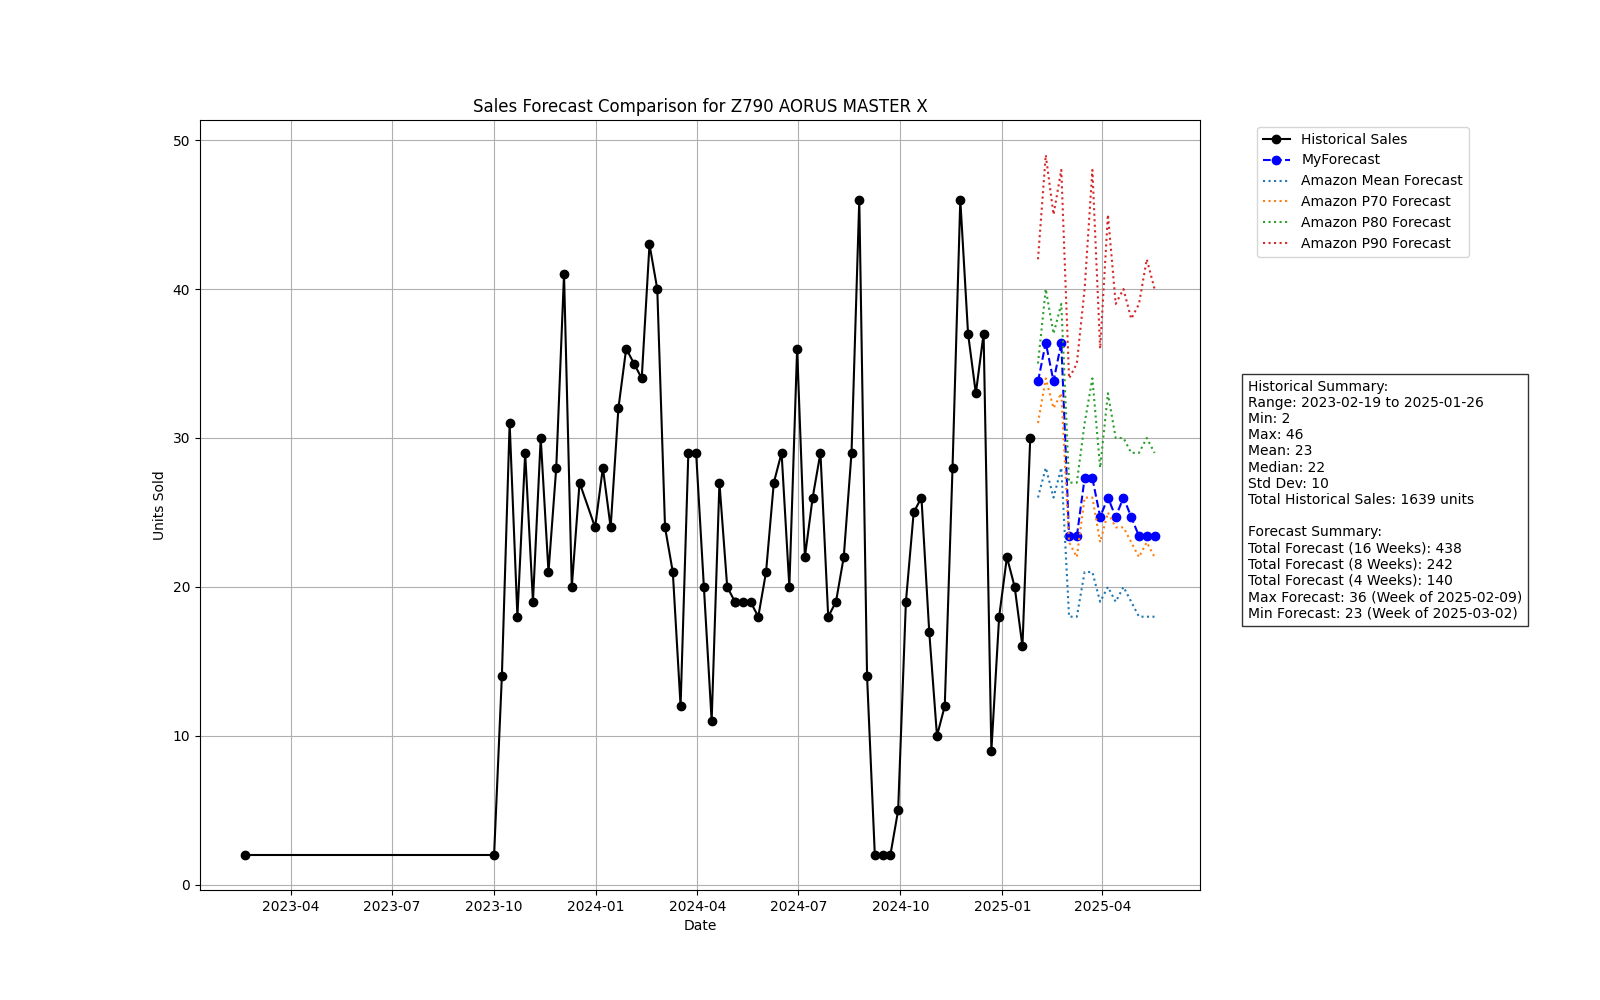 Sales Forecast Comparison for Z790 AORUS MASTER X
50
40
30
20
10
0
Units Sold
2023-04 2023-07 2023-10 2024-01 2024-04 2024-07 2024-10 2025-01 2025-04
Date
Historical Sales
MyForecast
Amazon Mean Forecast
Amazon P70 Forecast
Amazon P80 Forecast
Amazon P90 Forecast
Historical Summary:
Range: 2023-02-19 to 2025-01-26
Min: 2
Max: 46
Mean: 23
Median: 22
Std Dev: 10
Total Historical Sales: 1639 units
Forecast Summary:
Total Forecast (16 Weeks): 438
Total Forecast (8 Weeks): 242
Total Forecast (4 Weeks): 140
Max Forecast: 36 (Week of 2025-02-09)
Min Forecast: 23 (Week of 2025-03-02)